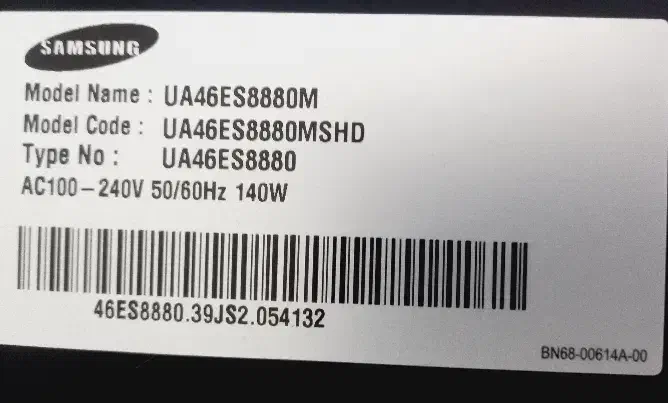 SAMSUNG
Model Name : UA46ES8880M
Model Code : UA46ES8880MSHD
Type No : UA46ES8880
AC100-240V 50/60Hz 140W
46ES8880.39JS2.054132
BN68-00614A-00